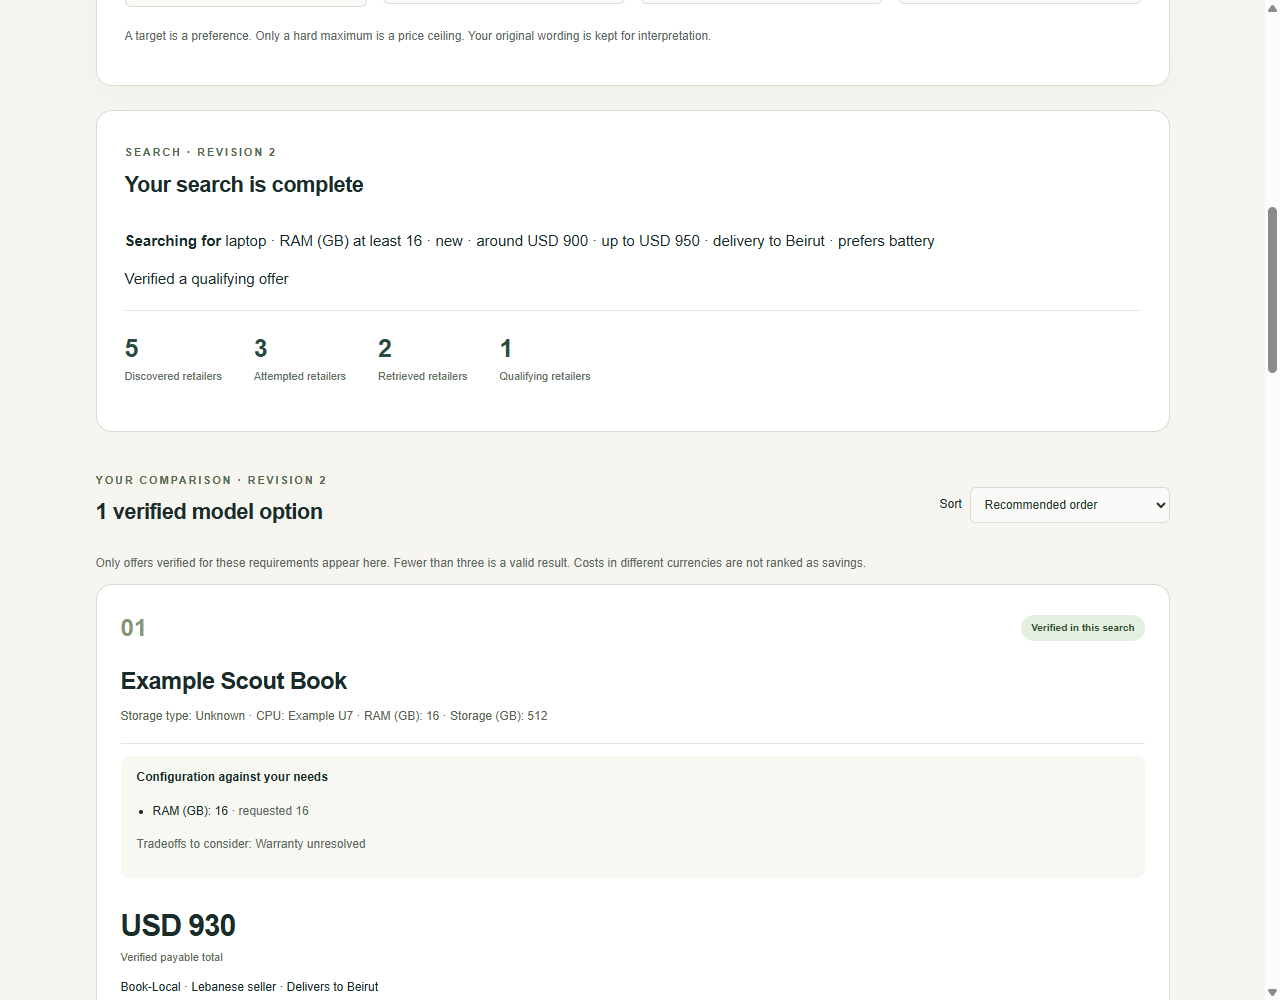 A target is a preference. Only a hard maximum is a price ceiling. Your original wording is kept for interpretation.
SEARCH · REVISION 2
Your search is complete
Searching for laptop · RAM (GB) at least 16 · new · around USD 900 · up to USD 950 · delivery to Beirut · prefers battery
Verified a qualifying offer
5 3 2 1
Discovered retailers Attempted retailers Retrieved retailers Qualifying retailers
YOUR COMPARISON · REVISION 2
1 verified model option
Sort Recommended order
Only offers verified for these requirements appear here. Fewer than three is a valid result. Costs in different currencies are not ranked as savings.
01
Verified in this search
Example Scout Book
Storage type: Unknown · CPU: Example U7 · RAM (GB): 16 · Storage (GB): 512
Configuration against your needs
• RAM (GB): 16 · requested 16
Tradeoffs to consider: Warranty unresolved
USD 930
Verified payable total
Book-Local · Lebanese seller · Delivers to Beirut